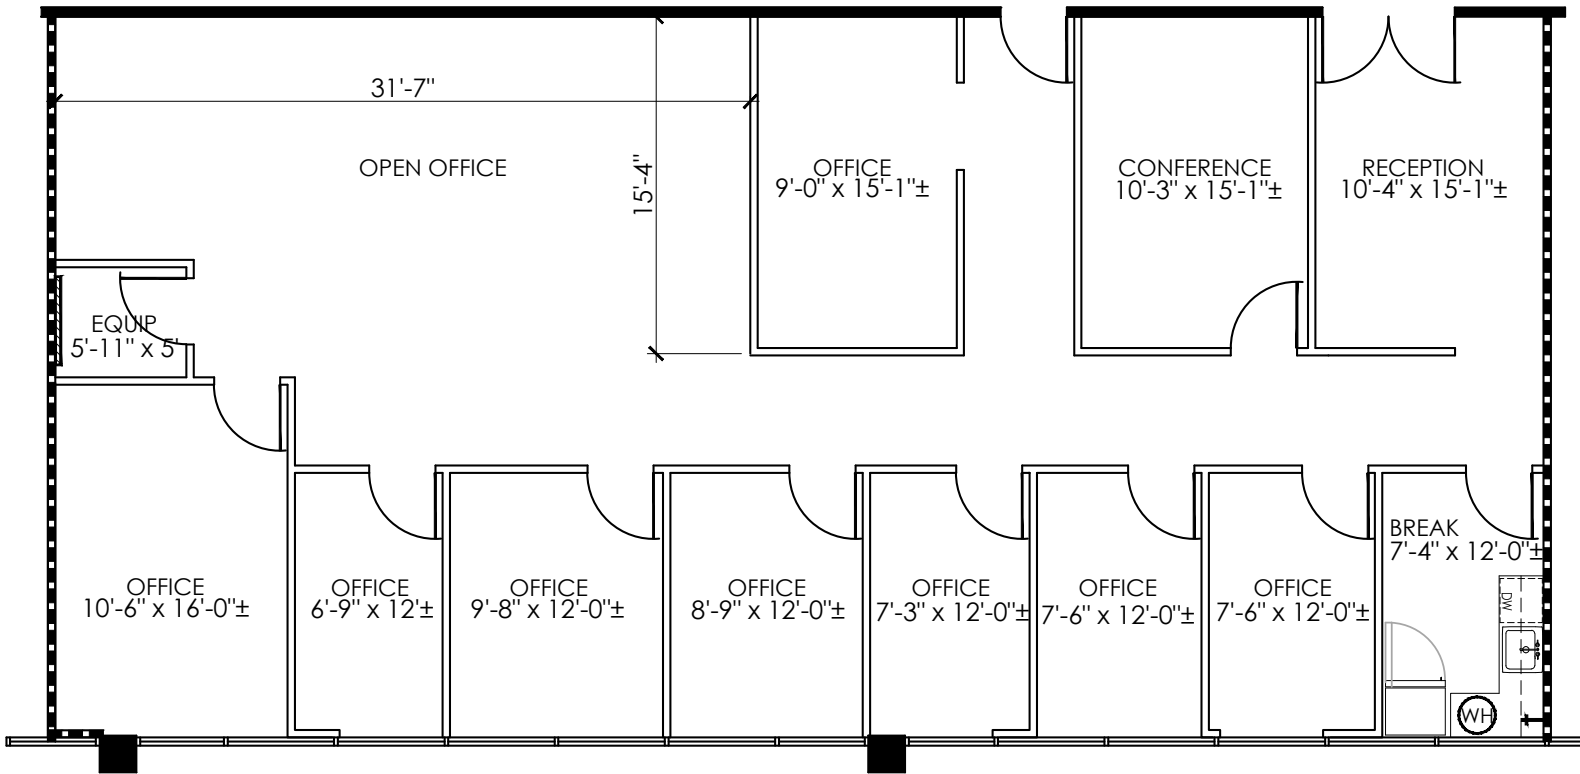 31'-7"
OPEN OFFICE
15'-4"
OFFICE
9'-0" x 15'-1"±
CONFERENCE
10'-3" x 15'-1"±
RECEPTION
10'-4" x 15'-1"±
EQUIP
5'-11" x 5'
OFFICE
10'-6" x 16'-0"±
OFFICE
6'-9" x 12'±
OFFICE
9'-8" x 12'-0"±
OFFICE
8'-9" x 12'-0"±
OFFICE
7'-3" x 12'-0"±
OFFICE
7'-6" x 12'-0"±
OFFICE
7'-6" x 12'-0"±
BREAK
7'-4" x 12'-0"±
DW
WH